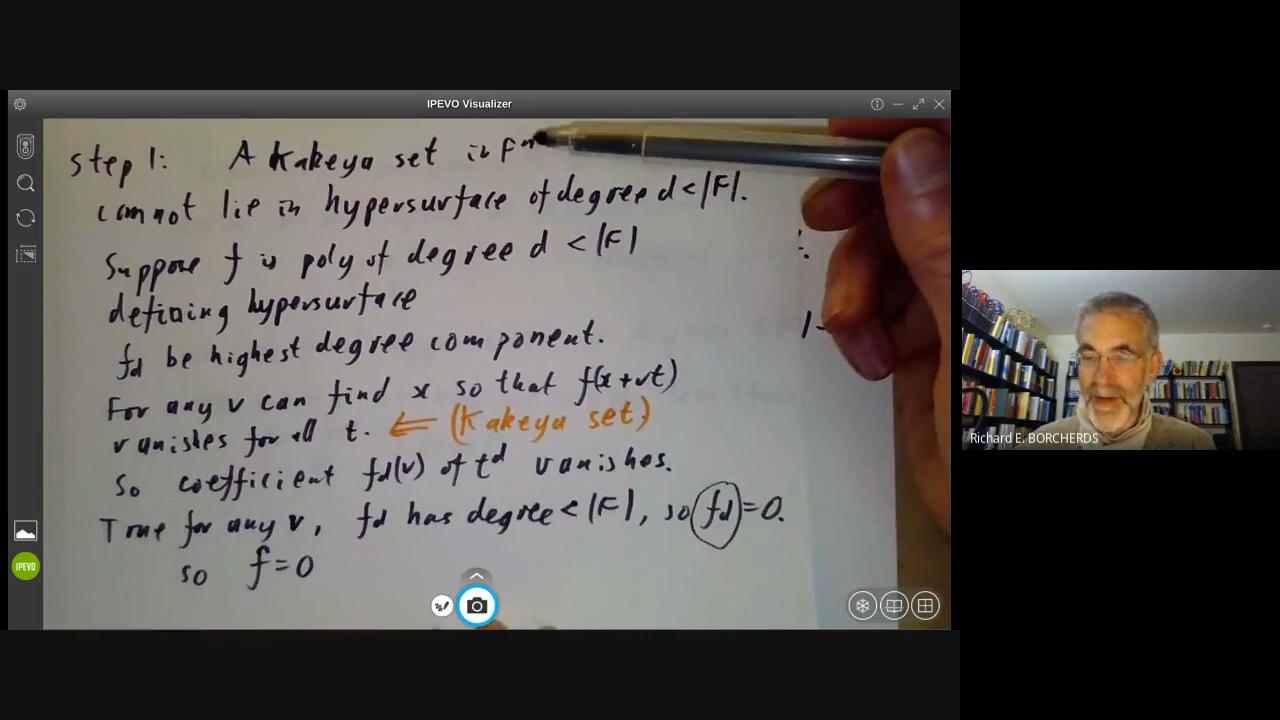 IPEVO Visualizer
step 1: A Kakeya set in Fⁿ
cannot lie in hypersurface of degree d < |F|.
Suppose f is poly of degree d < |F|
defining hypersurface
fd be highest degree component.
For any v can find x so that f(x+vt)
vanishes for all t. ⇐ (Kakeya set)
So coefficient fd(v) of t^d vanishes.
True for any v, fd has degree < |F|, so fd = 0.
so f = 0
IPEVO
Richard E. BORCHERDS